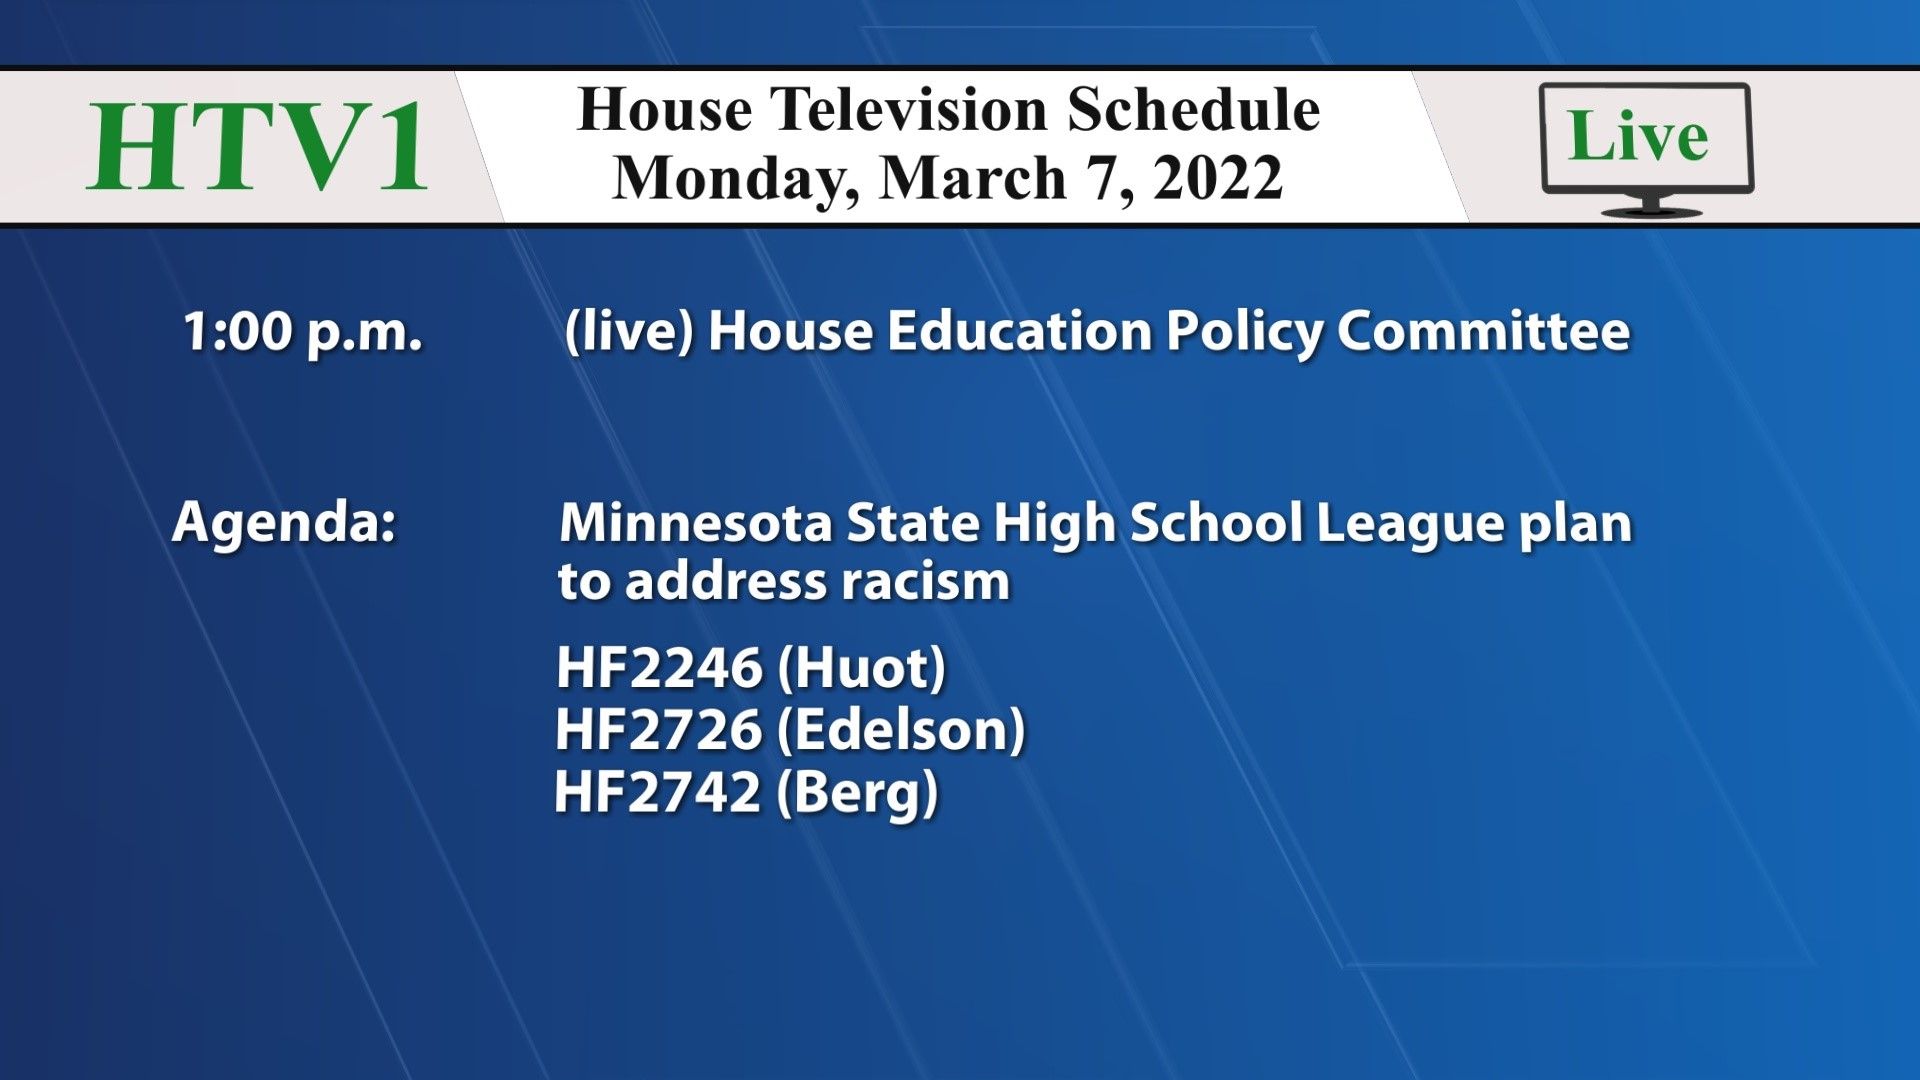 HTV1
House Television Schedule
Monday, March 7, 2022
Live
1:00 p.m. (live) House Education Policy Committee
Agenda: Minnesota State High School League plan
to address racism
HF2246 (Huot)
HF2726 (Edelson)
HF2742 (Berg)